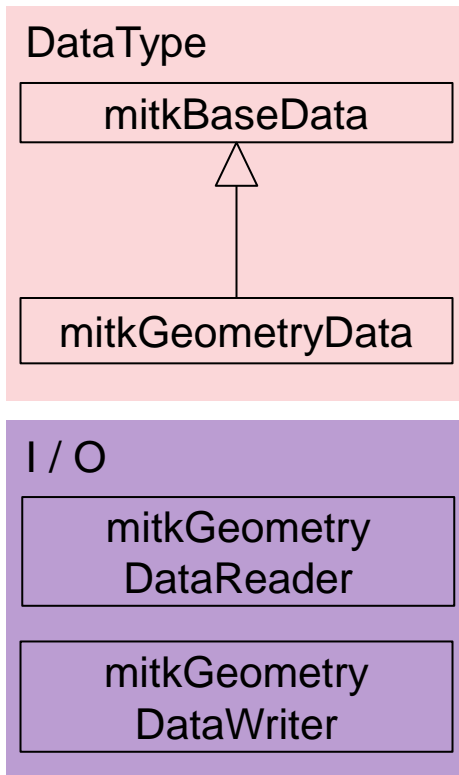 DataType
mitkBaseData
mitkGeometryData
I / O
mitkGeometry
DataReader
mitkGeometry
DataWriter